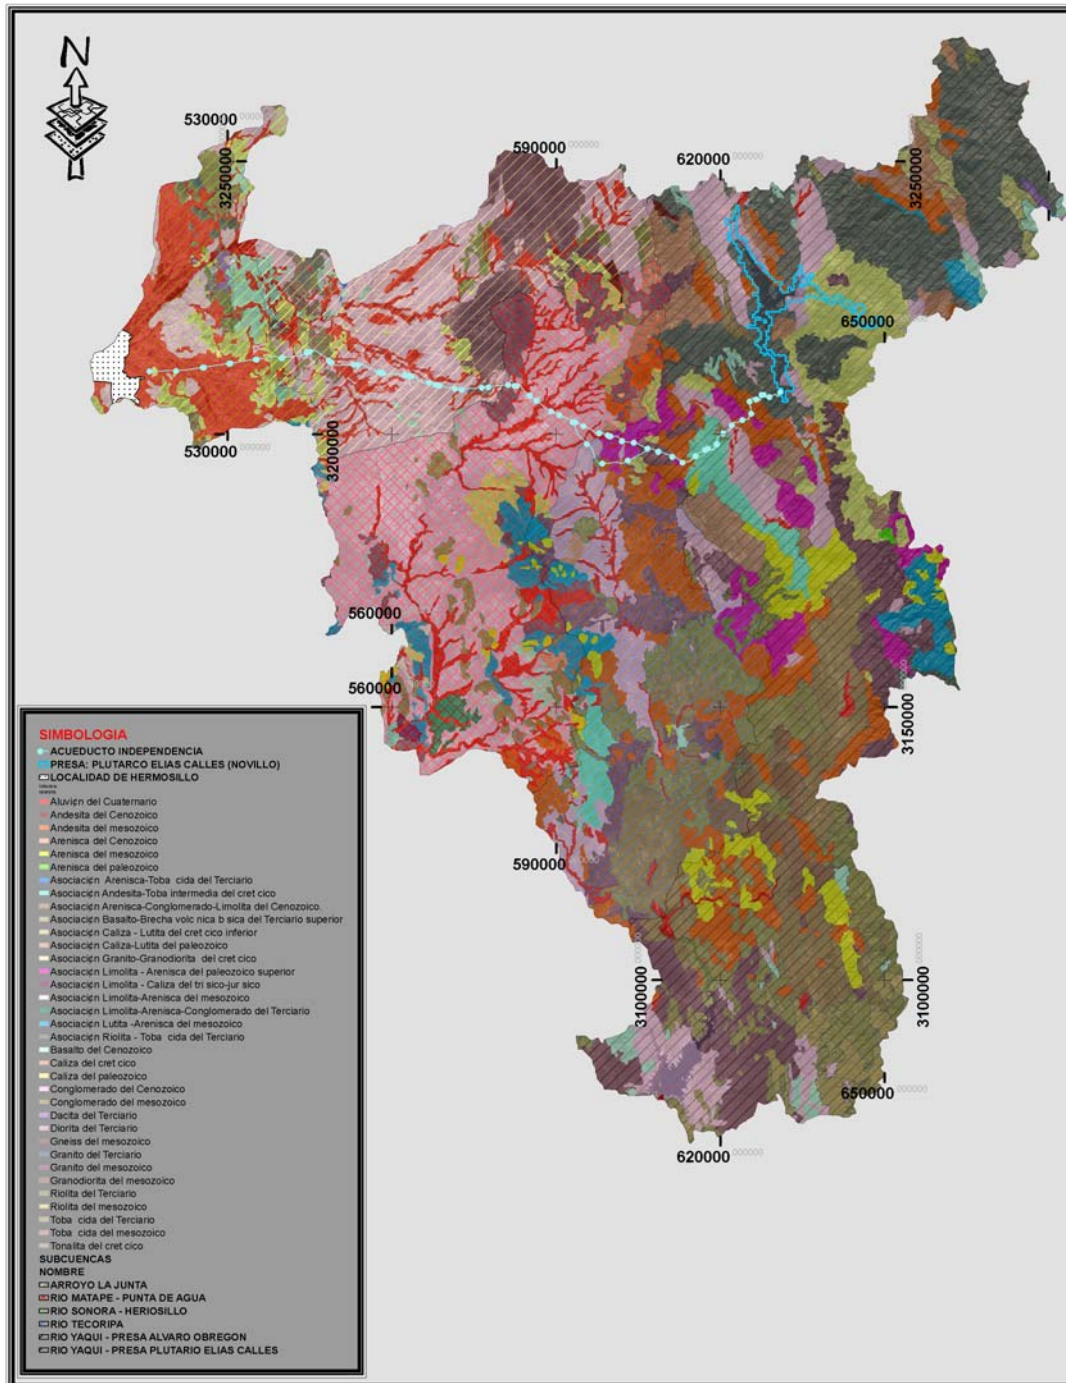 N
530000
3250000
590000
620000
3250000
650000
530000
3200000
560000
560000
3150000
590000
3100000
3100000
650000
620000
SIMBOLOGIA
ACUEDUCTO INDEPENDENCIA
PRESA: PLUTARCO ELIAS CALLES (NOVILLO)
LOCALIDAD DE HERMOSILLO
Aluvi¢n del Cuaternario
Andesita del Cenozoico
Andesita del mesozoico
Arenisca del Cenozoico
Arenisca del mesozoico
Arenisca del paleozoico
Asociaci¢n Arenisca-Toba cida del Terciario
Asociaci¢n Andesita-Toba intermedia del cret cico
Asociaci¢n Arenisca-Conglomerado-Limolita del Cenozoico.
Asociaci¢n Basalto-Brecha volc nica b sica del Terciario superior
Asociaci¢n Caliza - Lutita del cret cico inferior
Asociaci¢n Caliza-Lutita del paleozoico
Asociaci¢n Granito-Granodiorita del cret cico
Asociaci¢n Limolita - Arenisca del paleozoico superior
Asociaci¢n Limolita - Caliza del tri sico-jur sico
Asociaci¢n Limolita-Arenisca del mesozoico
Asociaci¢n Limolita-Arenisca-Conglomerado del Terciario
Asociaci¢n Lutita -Arenisca del mesozoico
Asociaci¢n Riolita - Toba cida del Terciario
Basalto del Cenozoico
Caliza del cret cico
Caliza del paleozoico
Conglomerado del Cenozoico
Conglomerado del mesozoico
Dacita del Terciario
Diorita del Terciario
Gneiss del mesozoico
Granito del Terciario
Granito del mesozoico
Granodiorita del mesozoico
Riolita del Terciario
Riolita del mesozoico
Toba cida del Terciario
Toba cida del mesozoico
Tonalita del cret cico
SUBCUENCAS
NOMBRE
ARROYO LA JUNTA
RIO MATAPE - PUNTA DE AGUA
RIO SONORA - HERIOSILLO
RIO TECORIPA
RIO YAQUI - PRESA ALVARO OBREGON
RIO YAQUI - PRESA PLUTARIO ELIAS CALLES